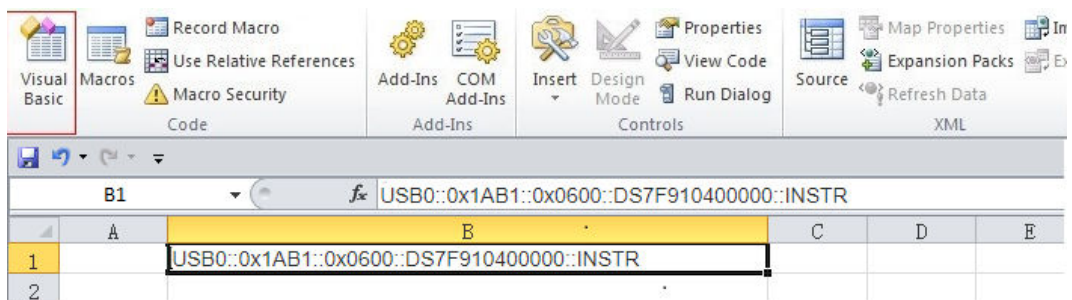 Record Macro
Properties
Map Properties
Use Relative References
View Code
Expansion Packs
Visual Basic
Macros
Macro Security
Add-Ins
COM Add-Ins
Insert
Design Mode
Run Dialog
Source
Refresh Data
Code
Add-Ins
Controls
XML
B1
fx
USB0::0x1AB1::0x0600::DS7F910400000::INSTR
A B C D E
1 USB0::0x1AB1::0x0600::DS7F910400000::INSTR
2